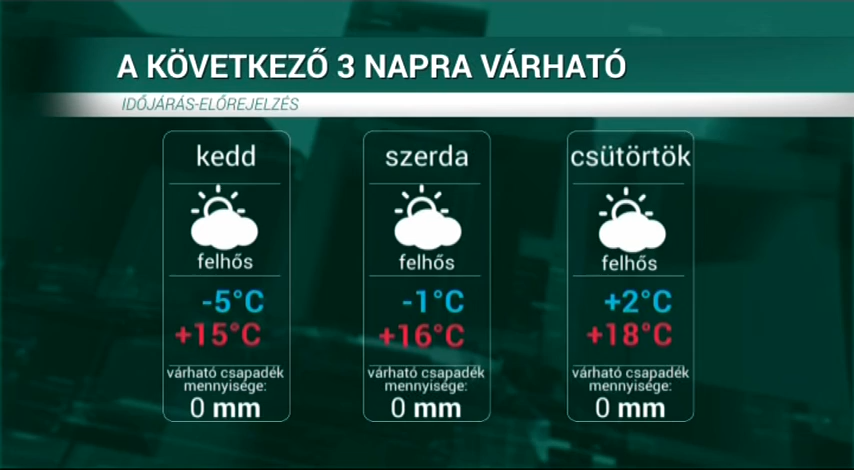 A KÖVETKEZŐ 3 NAPRA VÁRHATÓ
IDŐJÁRÁS-ELŐREJELZÉS
kedd
felhős
-5°C
+15°C
várható csapadék
mennyisége:
0 mm
szerda
felhős
-1°C
+16°C
várható csapadék
mennyisége:
0 mm
csütörtök
felhős
+2°C
+18°C
várható csapadék
mennyisége:
0 mm